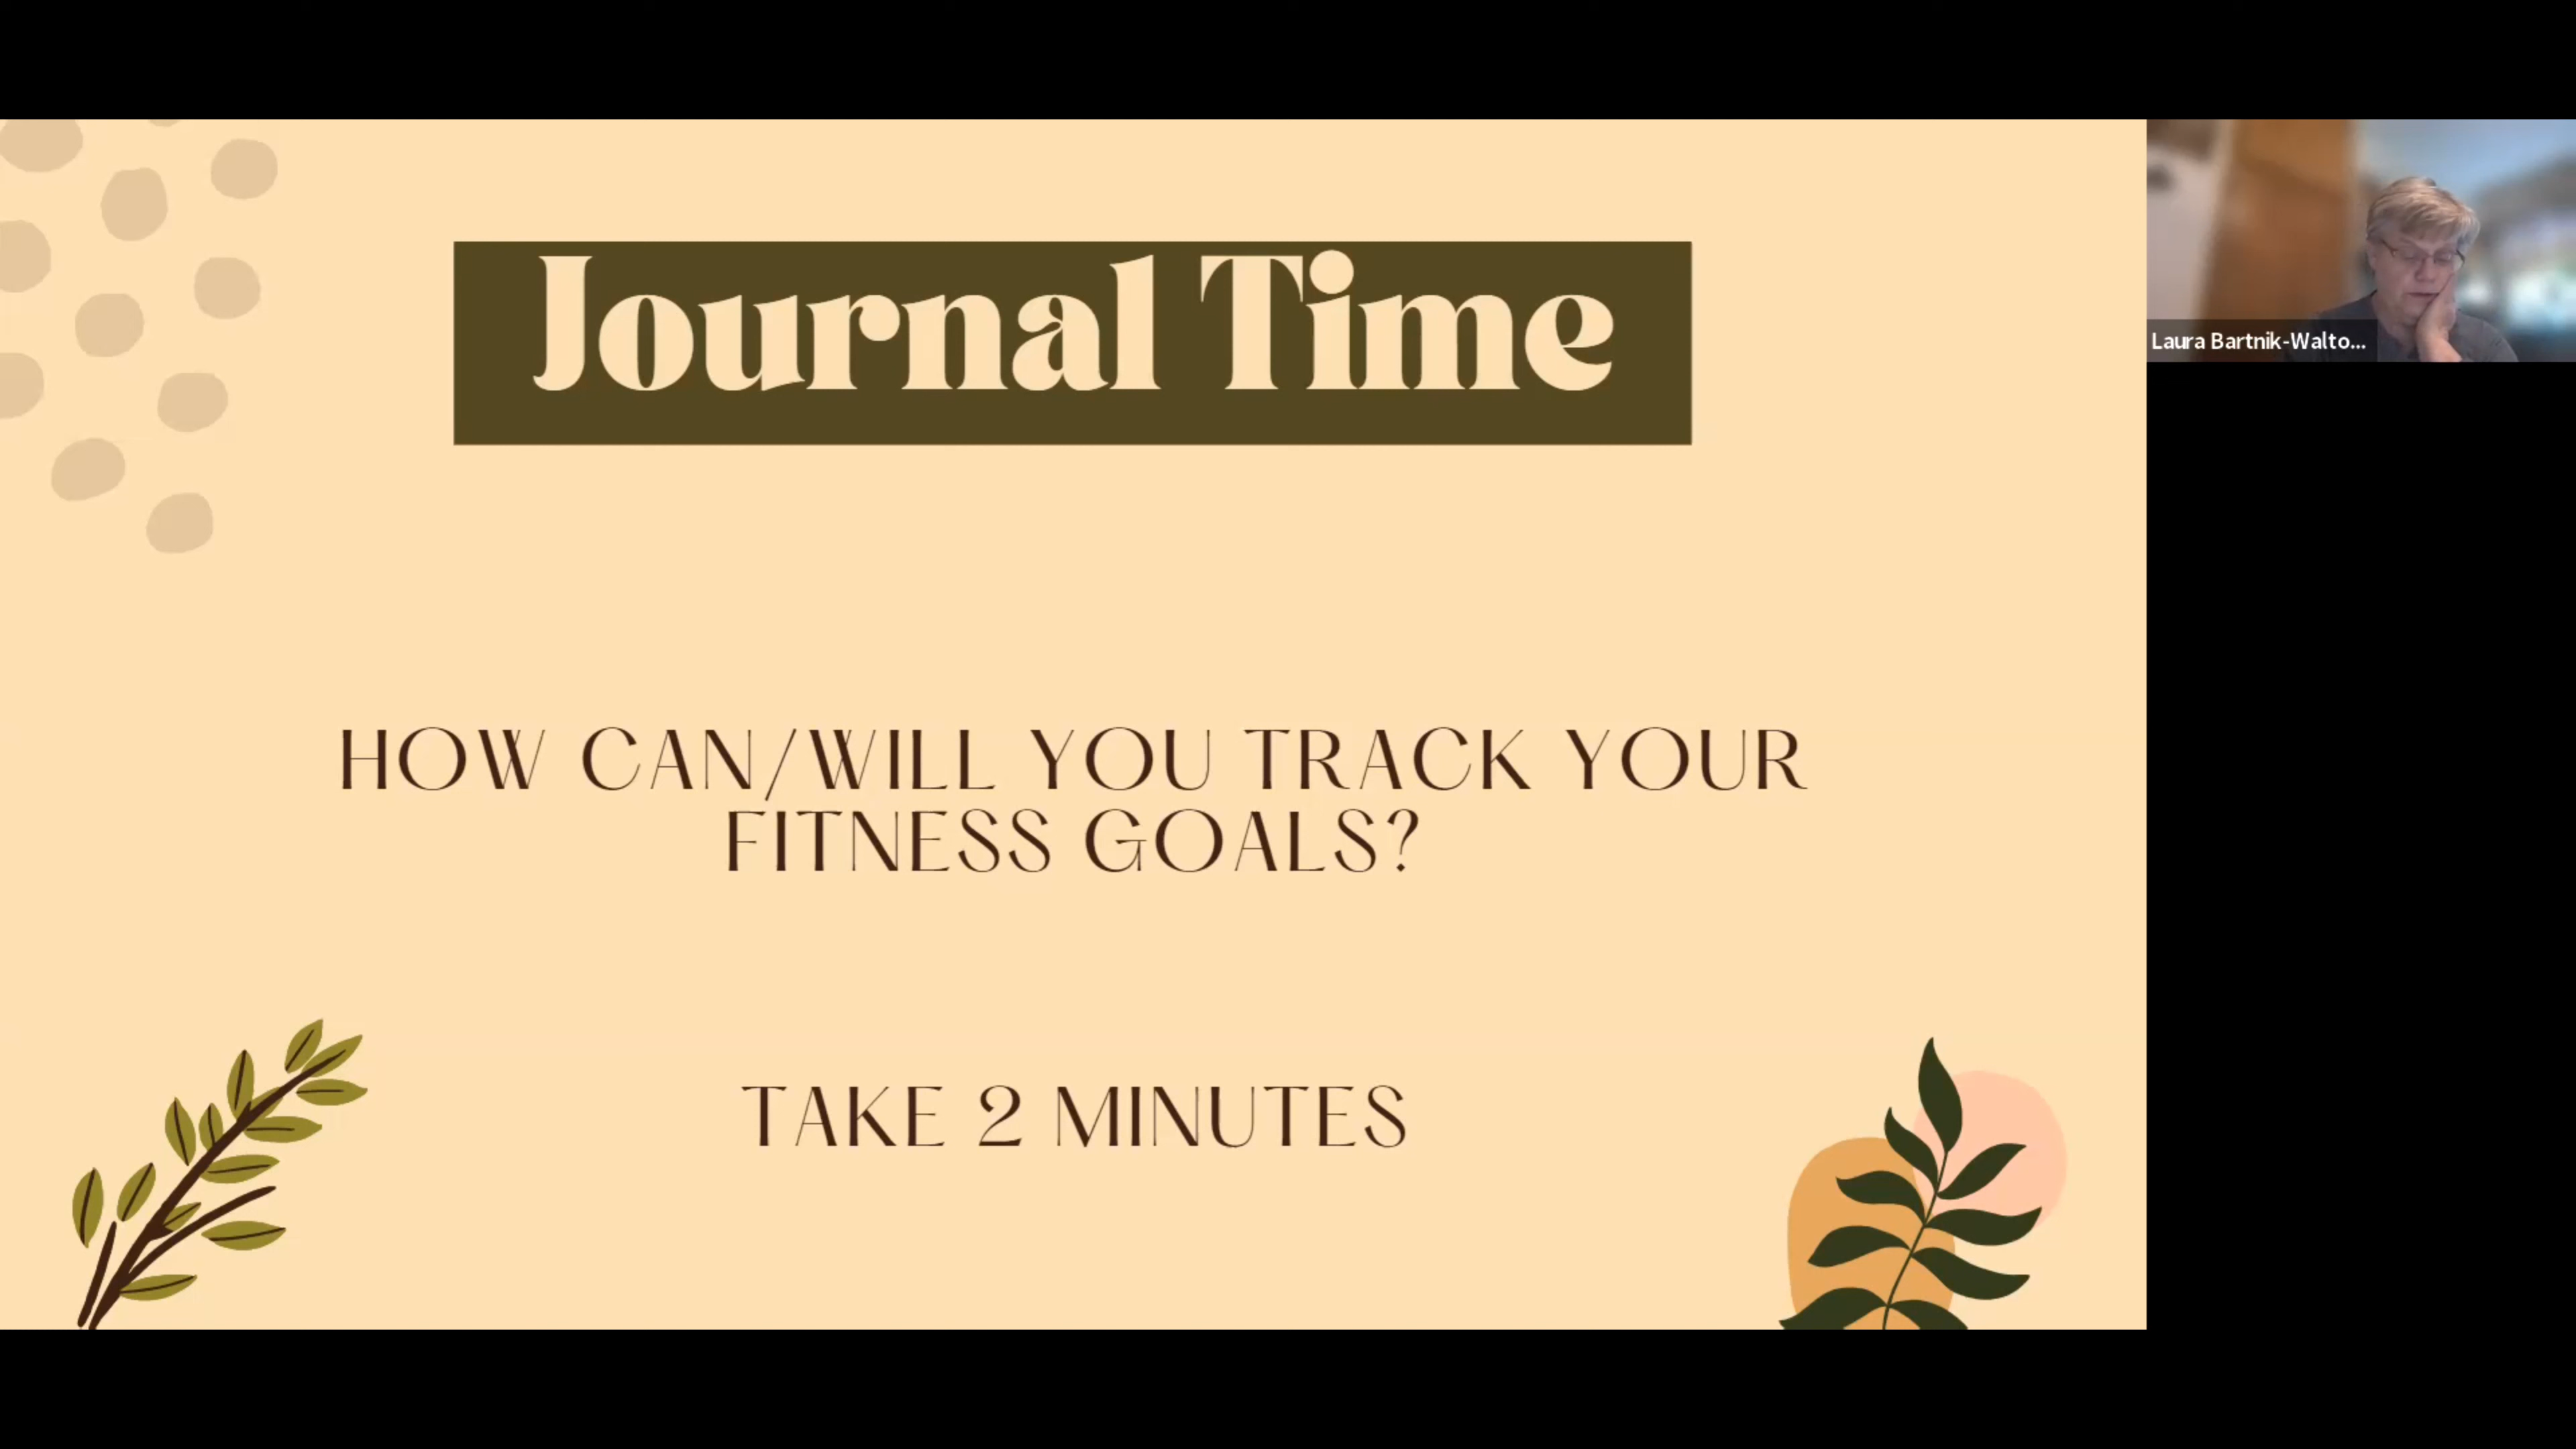 Journal Time
HOW CAN/WILL YOU TRACK YOUR
FITNESS GOALS?
TAKE 2 MINUTES
Laura Bartnik-Walto...